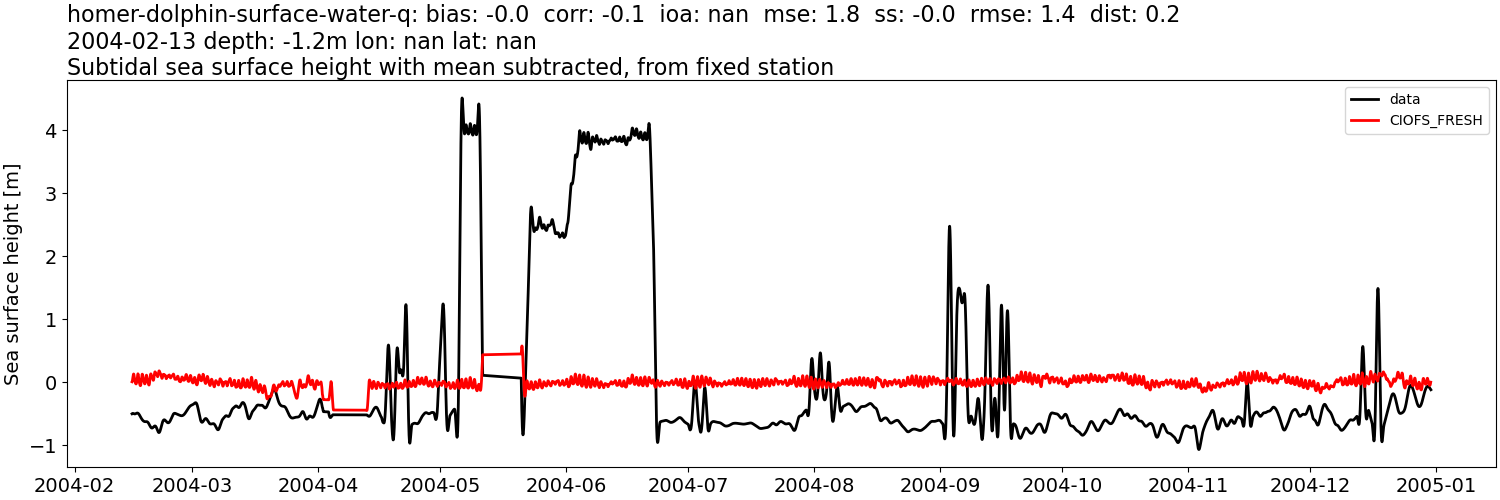 homer-dolphin-surface-water-q: bias: -0.0  corr: -0.1  ioa: nan  mse: 1.8  ss: -0.0  rmse: 1.4  dist: 0.2
2004-02-13 depth: -1.2m lon: nan lat: nan
Subtidal sea surface height with mean subtracted, from fixed station
data
CIOFS_FRESH
Sea surface height [m]
4
3
2
1
0
−1
2004-02 2004-03 2004-04 2004-05 2004-06 2004-07 2004-08 2004-09 2004-10 2004-11 2004-12 2005-01